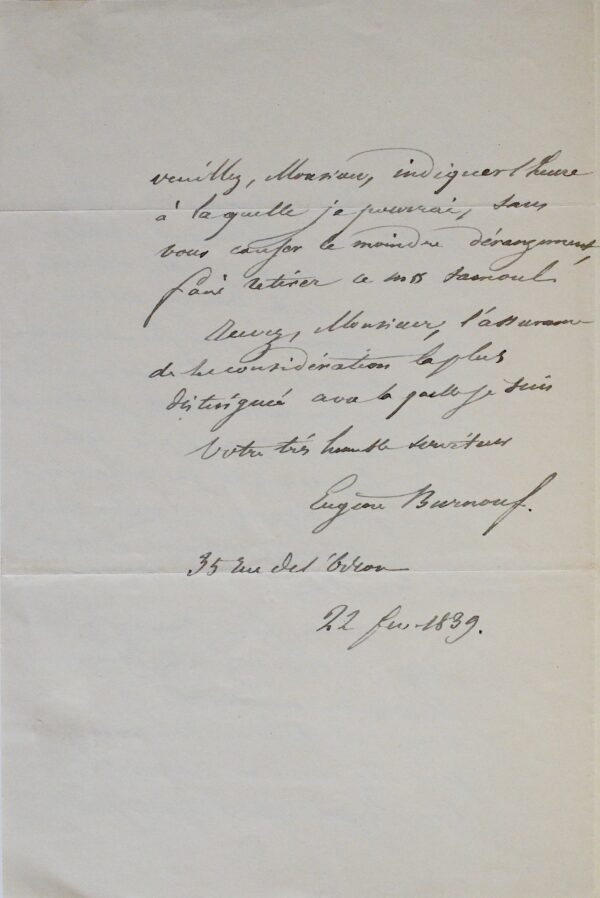 veuillez, Monsieur, indiquer l'heure
à laquelle je pourrai, sans
vous causer le moindre dérangement,
faire retirer ce mss tamoul.
Recevez, Monsieur, l'assurance
de la considération la plus
distinguée avec laquelle je suis
Votre très humble serviteur
Eugène Burnouf.
35 rue de l'Odéon
22 fev. 1839.